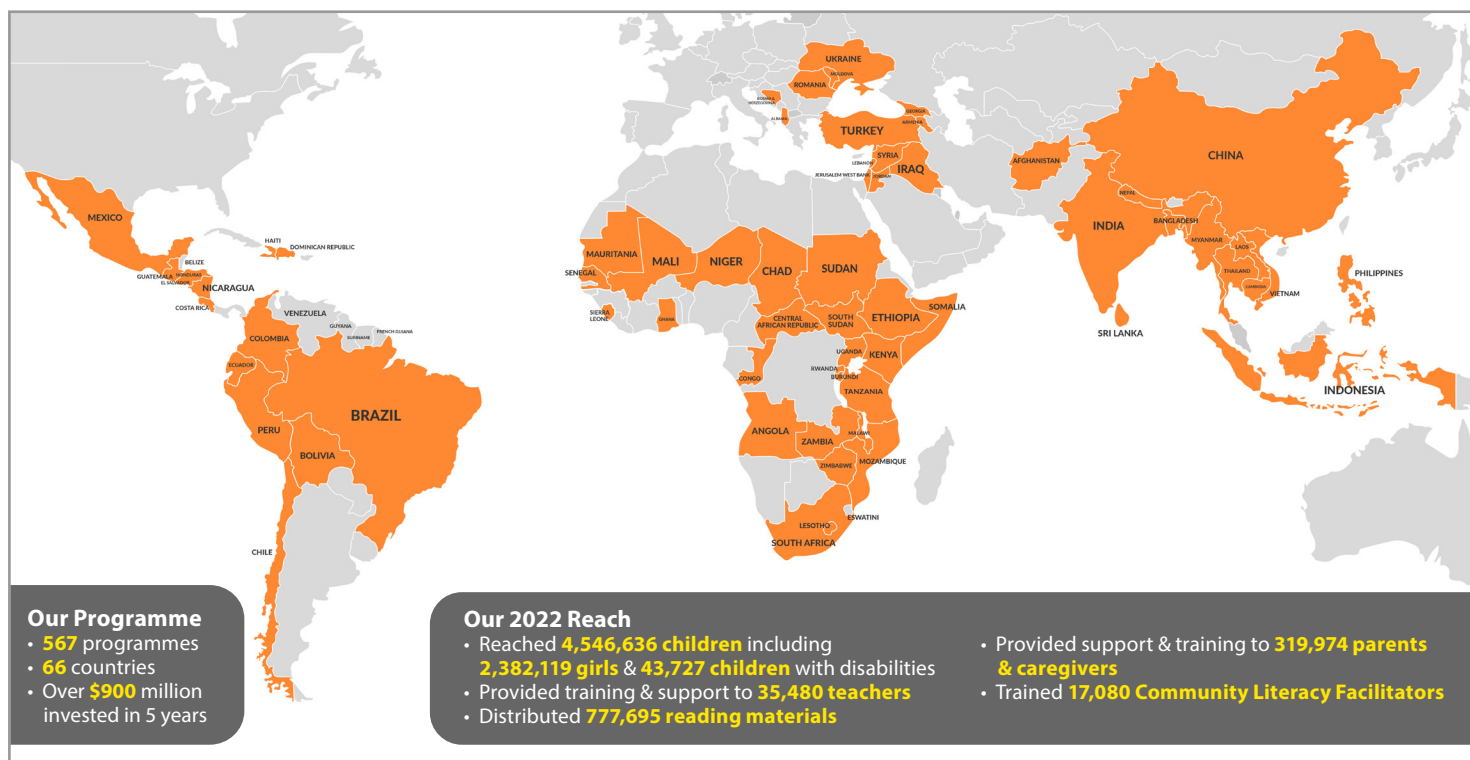 UKRAINE
MOLDOVA
ROMANIA
BOSNIA &
HERZEGOVINA
ALBANIA
GEORGIA
ARMENIA
TURKEY
SYRIA
LEBANON
IRAQ
JERUSALEM WEST BANK
JORDAN
AFGHANISTAN
CHINA
NEPAL
INDIA
BANGLADESH
MYANMAR
LAOS
THAILAND
CAMBODIA
VIETNAM
PHILIPPINES
SRI LANKA
INDONESIA
MEXICO
HAITI
DOMINICAN REPUBLIC
BELIZE
GUATEMALA
HONDURAS
EL SALVADOR
NICARAGUA
COSTA RICA
VENEZUELA
GUYANA
SURINAME
FRENCH GUIANA
COLOMBIA
ECUADOR
BRAZIL
PERU
BOLIVIA
CHILE
MAURITANIA
MALI
NIGER
CHAD
SUDAN
SENEGAL
SIERRA
LEONE
GHANA
CENTRAL
AFRICAN REPUBLIC
SOUTH
SUDAN
ETHIOPIA
SOMALIA
UGANDA
KENYA
RWANDA
BURUNDI
CONGO
TANZANIA
ANGOLA
ZAMBIA
MALAWI
MOZAMBIQUE
ZIMBABWE
ESWATINI
LESOTHO
SOUTH AFRICA
Our Programme
• 567 programmes
• 66 countries
• Over $900 million
invested in 5 years
Our 2022 Reach
• Reached 4,546,636 children including
2,382,119 girls & 43,727 children with disabilities
• Provided training & support to 35,480 teachers
• Distributed 777,695 reading materials
• Provided support & training to 319,974 parents
& caregivers
• Trained 17,080 Community Literacy Facilitators